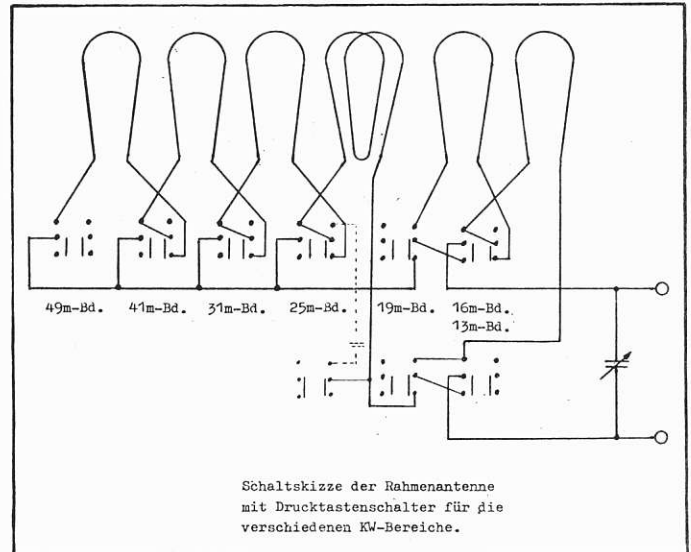 49m-Bd. 41m-Bd. 31m-Bd. 25m-Bd. 19m-Bd. 16m-Bd.
13m-Bd.
Schaltskizze der Rahmenantenne
mit Drucktastenschalter für die
verschiedenen KW-Bereiche.